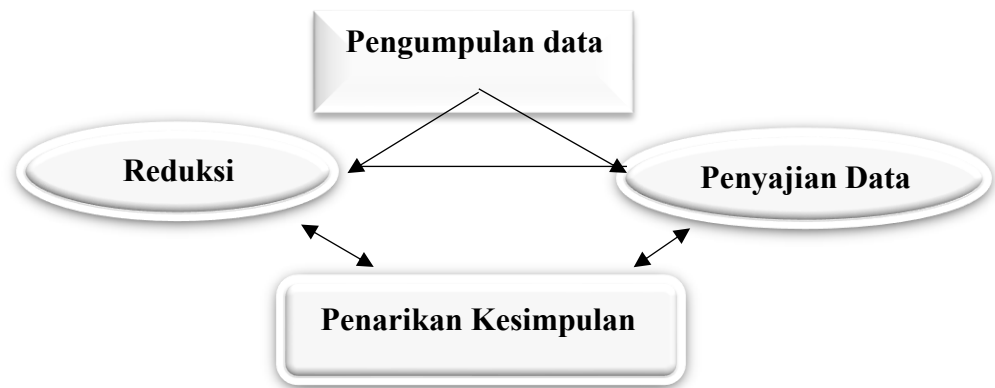 Pengumpulan data
Reduksi
Penyajian Data
Penarikan Kesimpulan